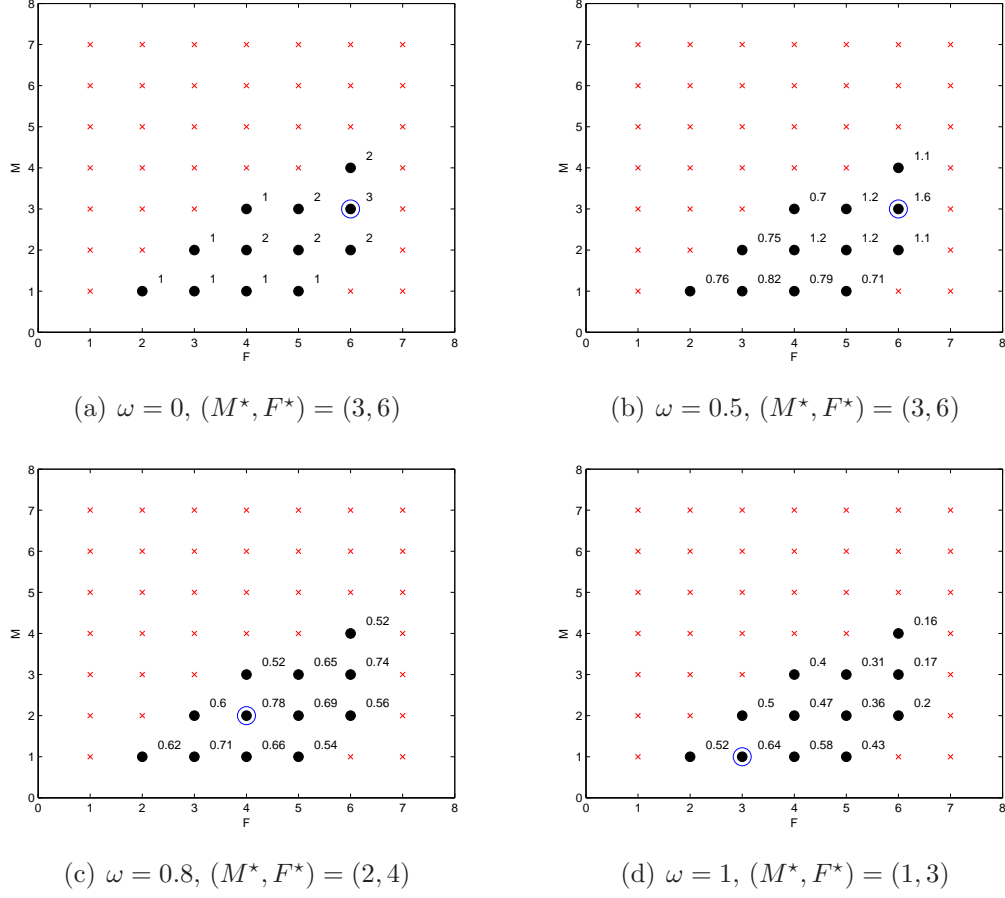 8
7
6
5
4
3
2
1
0
M
2
1 2 3
1 2 2 2
1 1 1 1
0 1 2 3 4 5 6 7 8
F
(a) ω = 0, (M⋆, F⋆) = (3, 6)
8
7
6
5
4
3
2
1
0
M
1.1
0.7 1.2 1.6
0.75 1.2 1.2 1.1
0.76 0.82 0.79 0.71
0 1 2 3 4 5 6 7 8
F
(b) ω = 0.5, (M⋆, F⋆) = (3, 6)
8
7
6
5
4
3
2
1
0
M
0.52
0.52 0.65 0.74
0.6 0.78 0.69 0.56
0.62 0.71 0.66 0.54
0 1 2 3 4 5 6 7 8
F
(c) ω = 0.8, (M⋆, F⋆) = (2, 4)
8
7
6
5
4
3
2
1
0
M
0.16
0.4 0.31 0.17
0.5 0.47 0.36 0.2
0.52 0.64 0.58 0.43
0 1 2 3 4 5 6 7 8
F
(d) ω = 1, (M⋆, F⋆) = (1, 3)